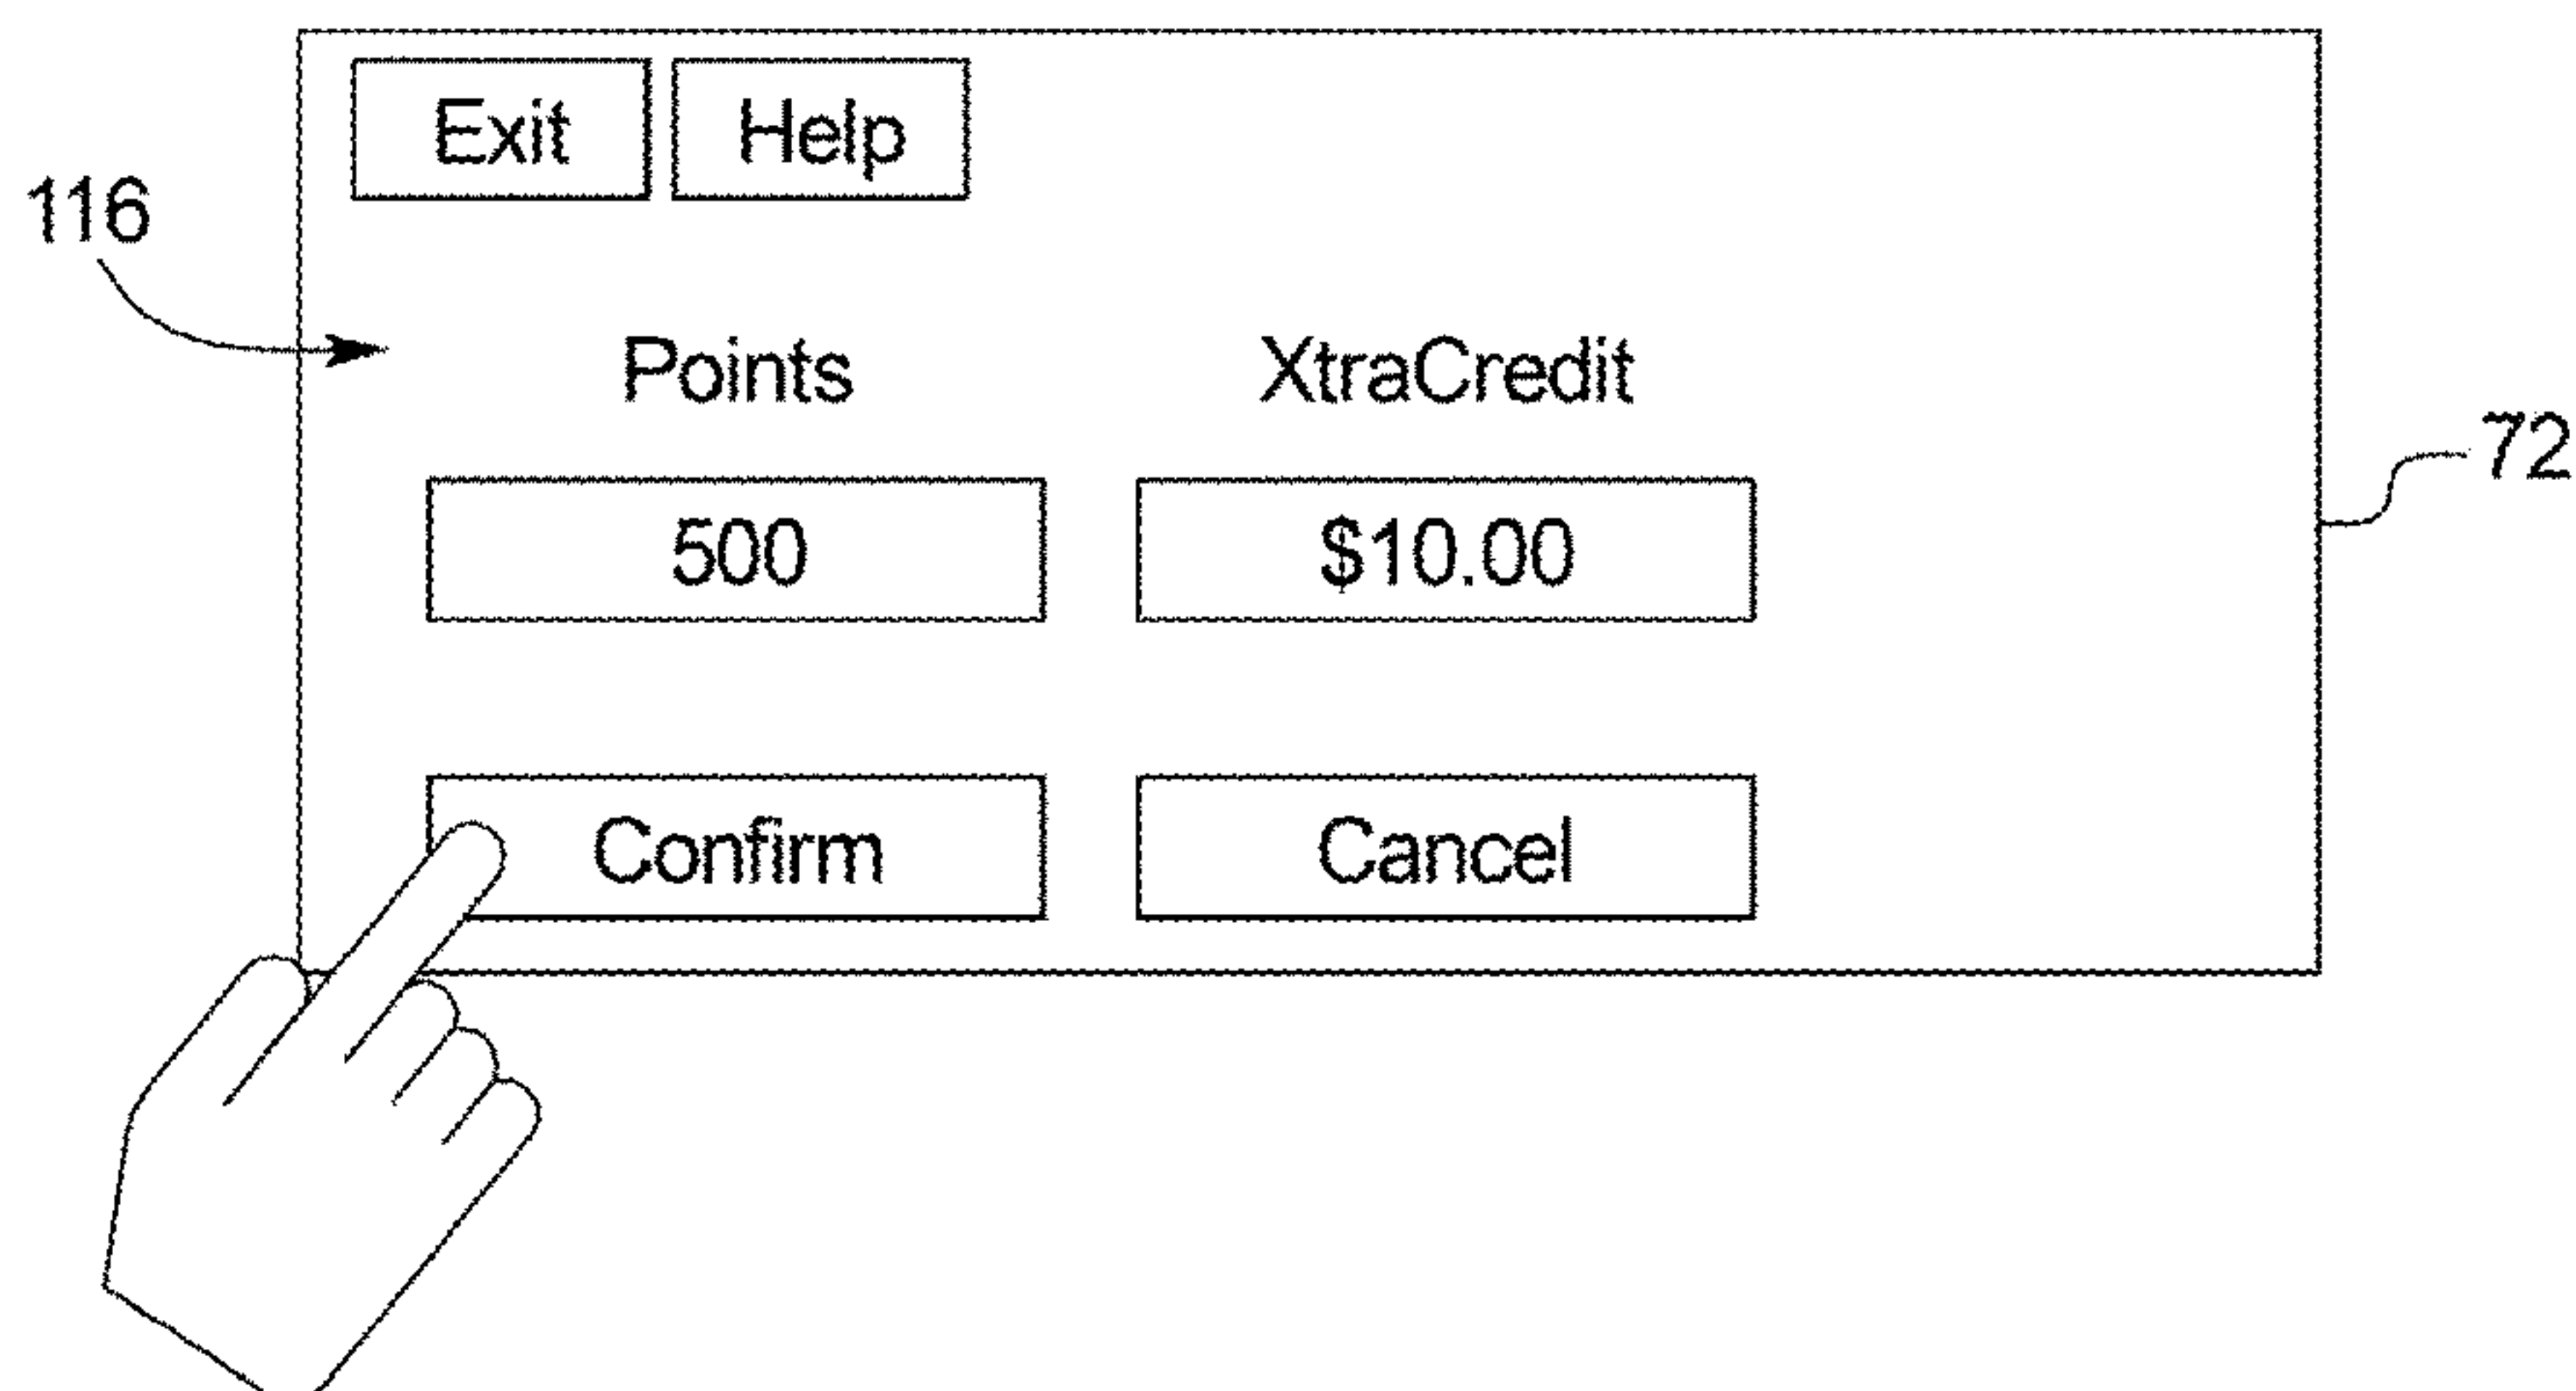 Exit Help
116
Points XtraCredit
72
500 $10.00
Confirm Cancel